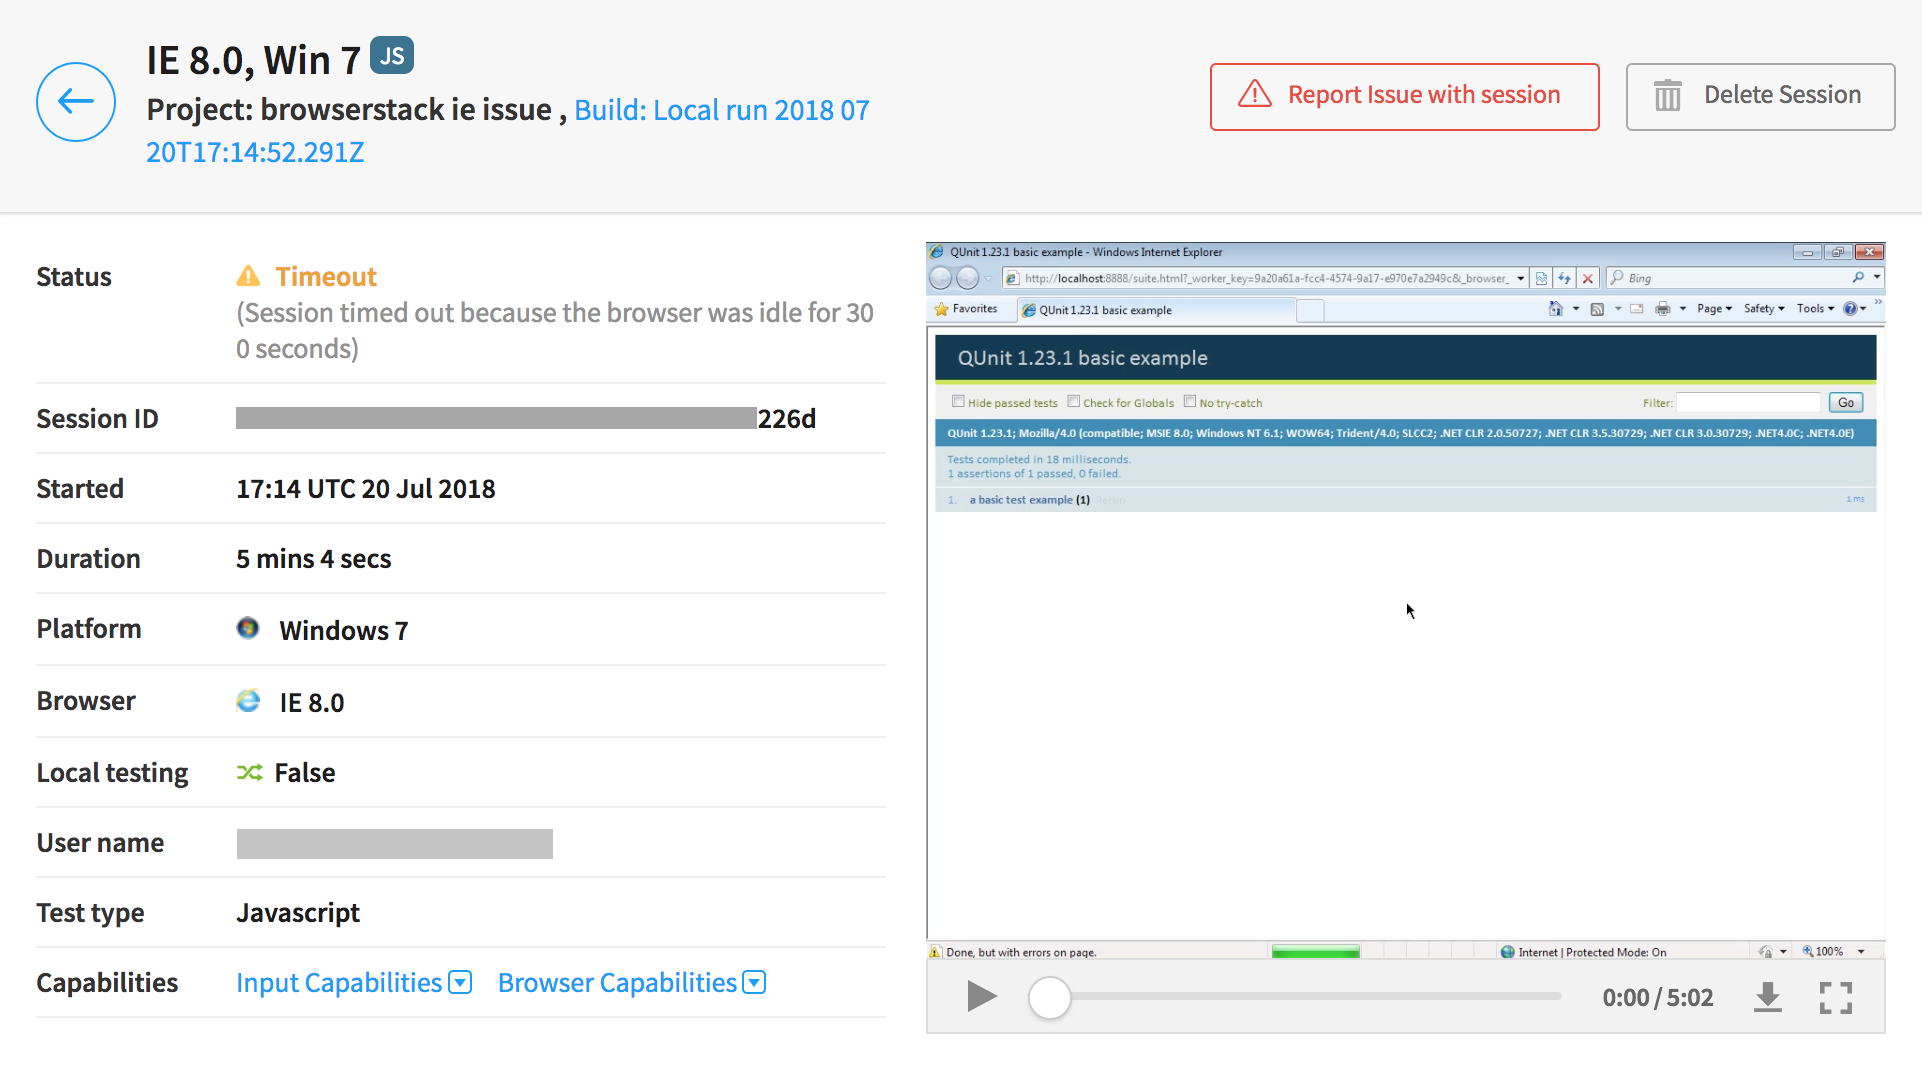 IE 8.0, Win 7 JS
Project: browserstack ie issue , Build: Local run 2018 07
20T17:14:52.291Z
Report Issue with session
Delete Session
Status
Timeout
(Session timed out because the browser was idle for 30
0 seconds)
Session ID
226d
Started
17:14 UTC 20 Jul 2018
Duration
5 mins 4 secs
Platform
Windows 7
Browser
IE 8.0
Local testing
False
User name
Test type
Javascript
Capabilities
Input Capabilities
Browser Capabilities
QUnit 1.23.1 basic example - Windows Internet Explorer
http://localhost:8888/suite.html?_worker_key=9a20a61a-fcc4-4574-9a17-e970e7a2949c&_browser_
Bing
Favorites
QUnit 1.23.1 basic example
Page
Safety
Tools
QUnit 1.23.1 basic example
Hide passed tests
Check for Globals
No try-catch
Filter:
Go
QUnit 1.23.1; Mozilla/4.0 (compatible; MSIE 8.0; Windows NT 6.1; WOW64; Trident/4.0; SLCC2; .NET CLR 2.0.50727; .NET CLR 3.5.30729; .NET CLR 3.0.30729; .NET4.0C; .NET4.0E)
Tests completed in 18 milliseconds.
1 assertions of 1 passed, 0 failed.
1. a basic test example (1) Rerun
1 ms
Done, but with errors on page.
Internet | Protected Mode: On
100%
0:00 / 5:02